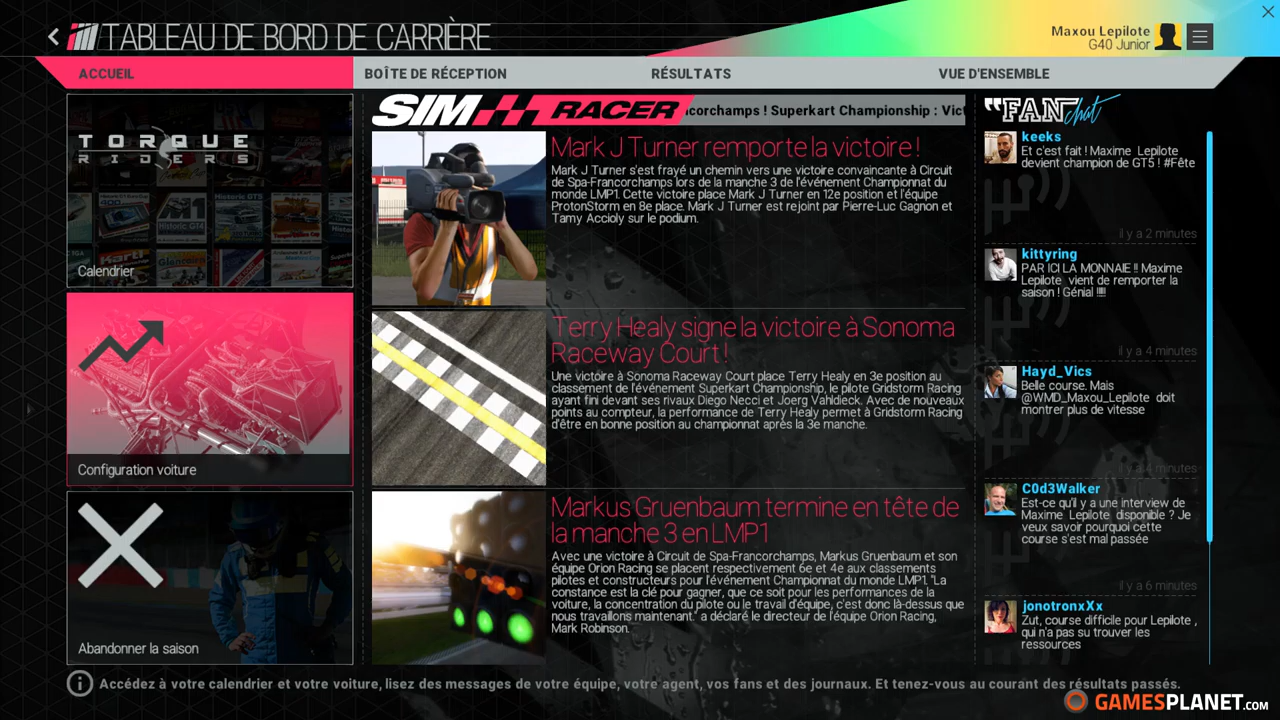 TABLEAU DE BORD DE CARRIÈRE
Maxou Lepilote
G40 Junior
ACCUEIL
BOÎTE DE RÉCEPTION
RÉSULTATS
VUE D'ENSEMBLE
TORQUE
RIDERS
Historic GT5
Historic GT4
Kart1
Glencairn
Calendrier
Configuration voiture
Abandonner la saison
SIM RACER
corchamps ! Superkart Championship : Vict
Mark J Turner remporte la victoire !
Mark J Turner s'est frayé un chemin vers une victoire convaincante à Circuit
de Spa-Francorchamps lors de la manche 3 de l'événement Championnat du
monde LMP1. Cette victoire place Mark J Turner en 12e position et l'équipe
ProtonStorm en 8e place. Mark J Turner est rejoint par Pierre-Luc Gagnon et
Tamy Accioly sur le podium.
Terry Healy signe la victoire à Sonoma
Raceway Court !
Une victoire à Sonoma Raceway Court place Terry Healy en 3e position au
classement de l'événement Superkart Championship, le pilote Gridstorm Racing
ayant fini devant ses rivaux Diego Necci et Joerg Vahldieck. Avec de nouveaux
points au compteur, la performance de Terry Healy permet à Gridstorm Racing
d'être en bonne position au championnat après la 3e manche.
Markus Gruenbaum termine en tête de
la manche 3 en LMP1
Avec une victoire à Circuit de Spa-Francorchamps, Markus Gruenbaum et son
équipe Orion Racing se placent respectivement 6e et 4e aux classements
pilotes et constructeurs pour l'événement Championnat du monde LMP1. "La
constance est la clé pour gagner, que ce soit pour les performances de la
voiture, la concentration du pilote ou le travail d'équipe, c'est donc là-dessus que
nous travaillons maintenant." a déclaré le directeur de l'équipe Orion Racing,
Mark Robinson.
"FANchat
keeks
Et c'est fait ! Maxime Lepilote
devient champion de GT5 ! #Fête
il y a 2 minutes
kittyring
PAR ICI LA MONNAIE !! Maxime
Lepilote vient de remporter la
saison ! Génial !!!!!
il y a 4 minutes
Hayd_Vics
Belle course. Mais
@WMD_Maxou_Lepilote doit
montrer plus de vitesse
il y a 4 minutes
C0d3Walker
Est-ce qu'il y a une interview de
Maxime Lepilote disponible ? Je
veux savoir pourquoi cette
course s'est mal passée
il y a 6 minutes
jonotronxXx
Zut, course difficile pour Lepilote ,
qui n'a pas su trouver les
ressources
Accédez à votre calendrier et votre voiture, lisez des messages de votre équipe, votre agent, vos fans et des journaux. Et tenez-vous au courant des résultats passés.
GAMESPLANET.COM